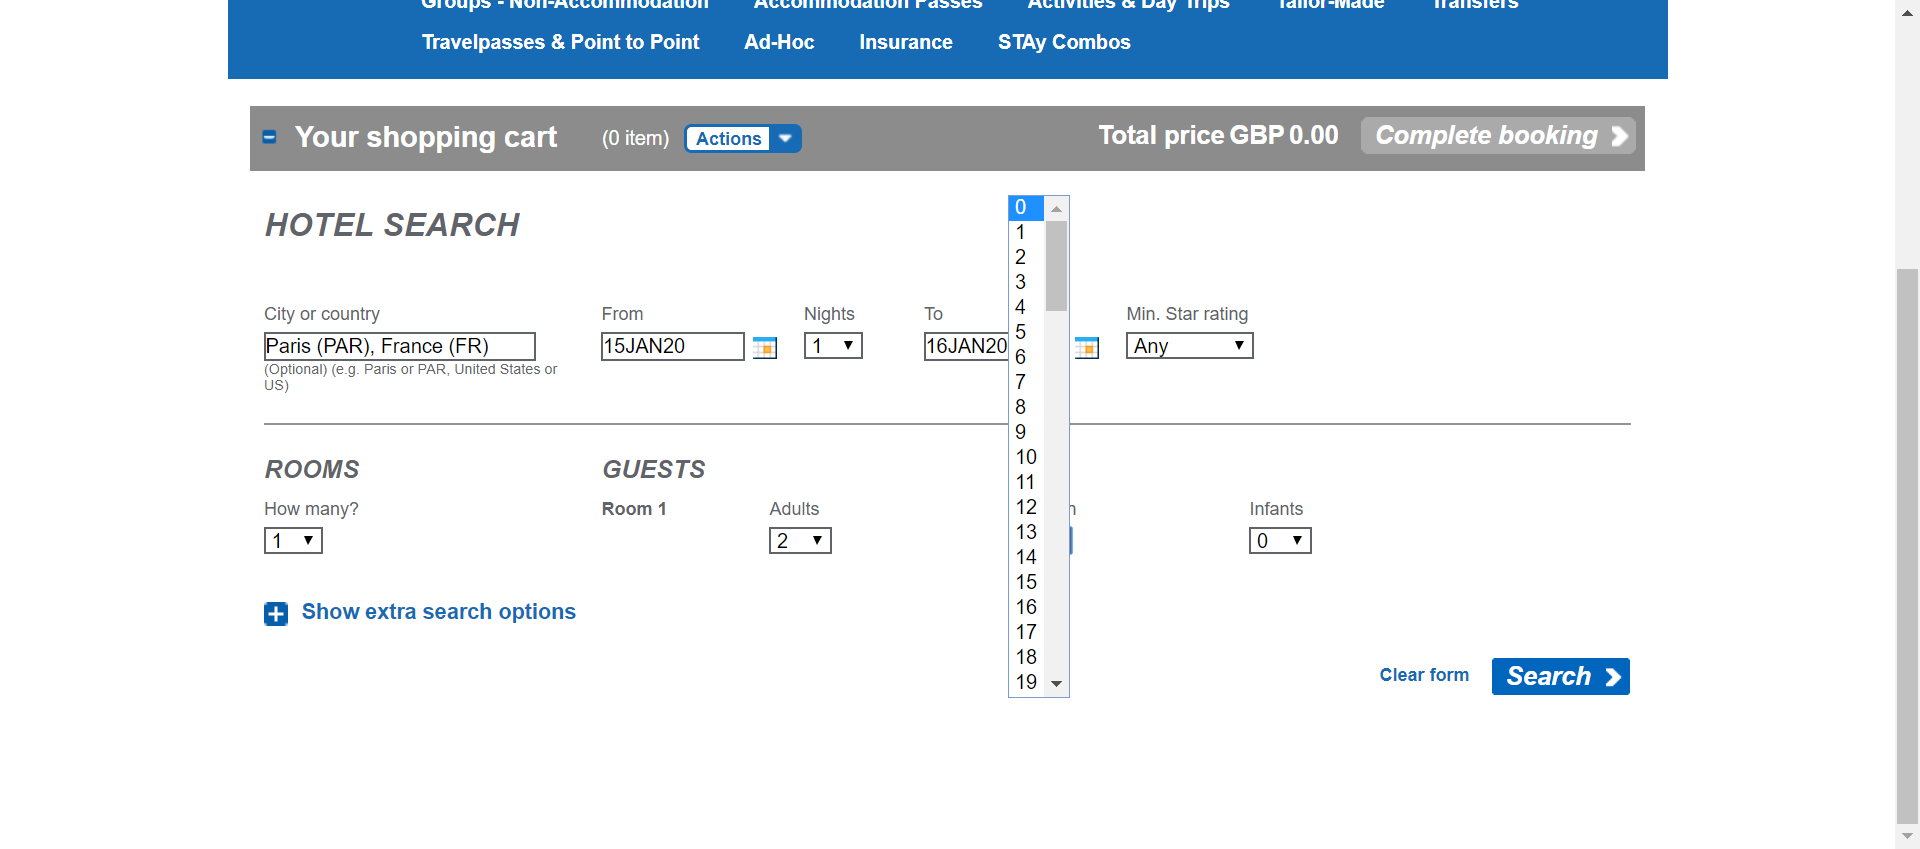 Groups - Non-Accommodation Accommodation Passes Activities & Day Trips Tailor-Made Transfers
Travelpasses & Point to Point Ad-Hoc Insurance STAy Combos
Your shopping cart (0 item) Actions Total price GBP 0.00 Complete booking
HOTEL SEARCH
City or country From Nights To Min. Star rating
Paris (PAR), France (FR) 15JAN20 1 16JAN20 Any
(Optional) (e.g. Paris or PAR, United States or
US)
0
1
2
3
4
5
6
7
8
9
10
11
12
13
14
15
16
17
18
19
ROOMS GUESTS
How many? Room 1 Adults Infants
1 2 0
Show extra search options
Clear form Search